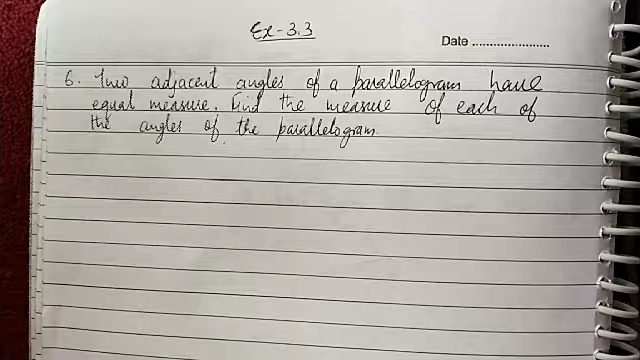 Ex-3.3
Date ........................
6. Two adjacent angles of a parallelogram have
equal measure. Find the measure of each of
the angles of the parallelogram.